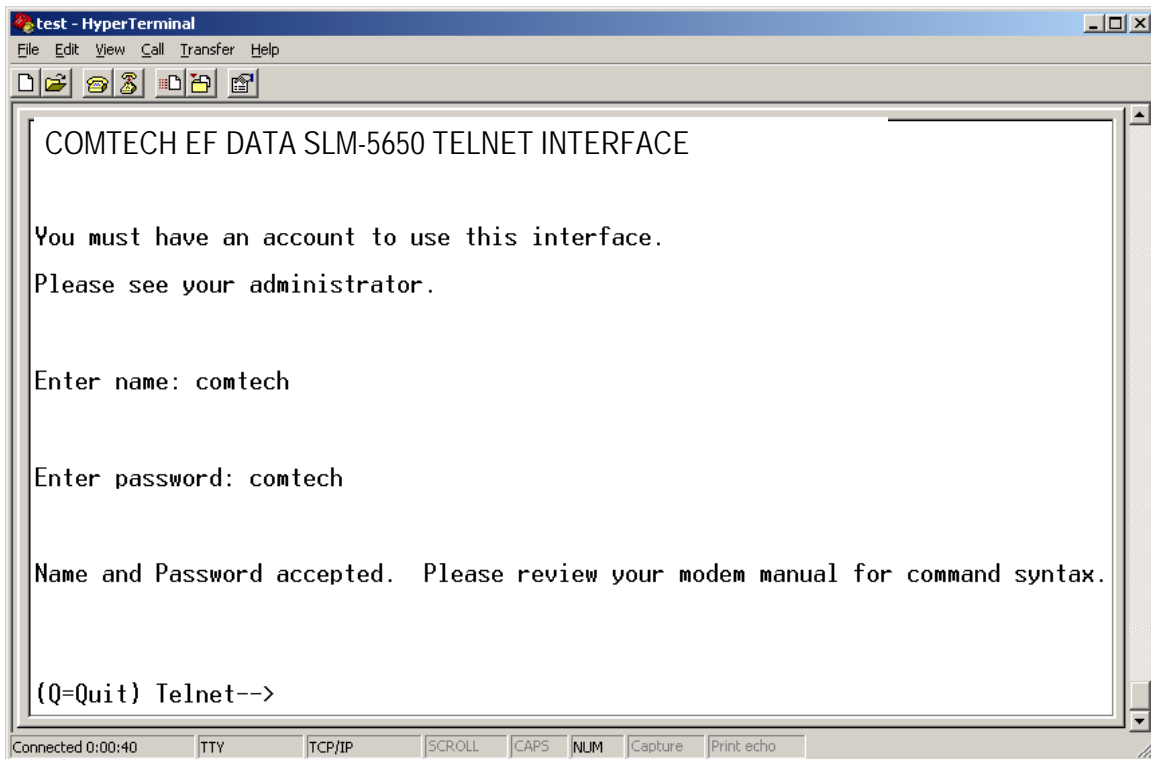 test - HyperTerminal
File Edit View Call Transfer Help
COMTECH EF DATA SLM-5650 TELNET INTERFACE
You must have an account to use this interface.
Please see your administrator.
Enter name: comtech
Enter password: comtech
Name and Password accepted.  Please review your modem manual for command syntax.
(Q=Quit) Telnet-->
Connected 0:00:40 TTY TCP/IP SCROLL CAPS NUM Capture Print echo